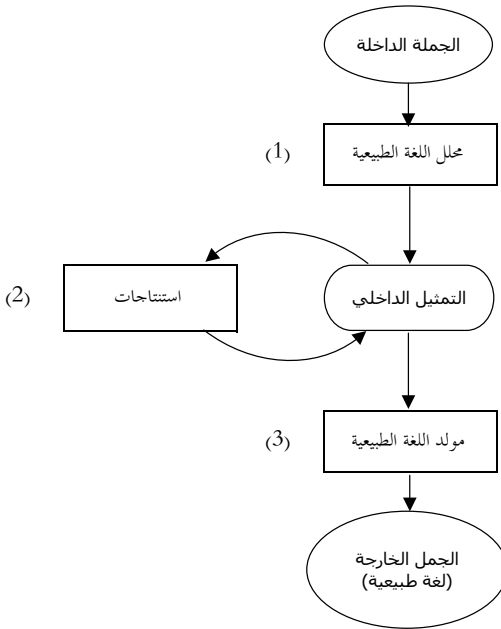 الجملة الداخلة
(1)
محلل اللغة الطبيعية
(2)
استنتاجات
التمثيل الداخلي
(3)
مولد اللغة الطبيعية
الجمل الخارجة
(لغة طبيعية)